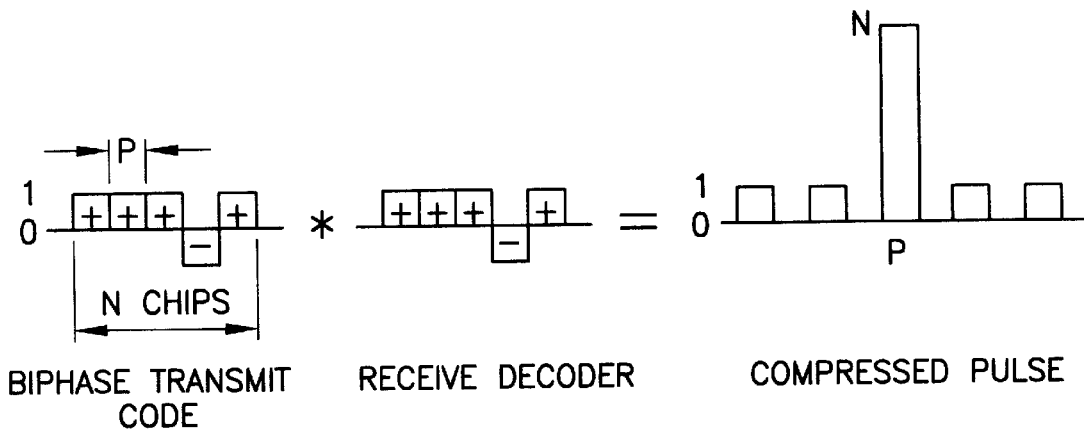 N
P
1
0
+ + + - +
*
+ + + - +
=
1
0
P
N CHIPS
BIPHASE TRANSMIT
CODE
RECEIVE DECODER
COMPRESSED PULSE